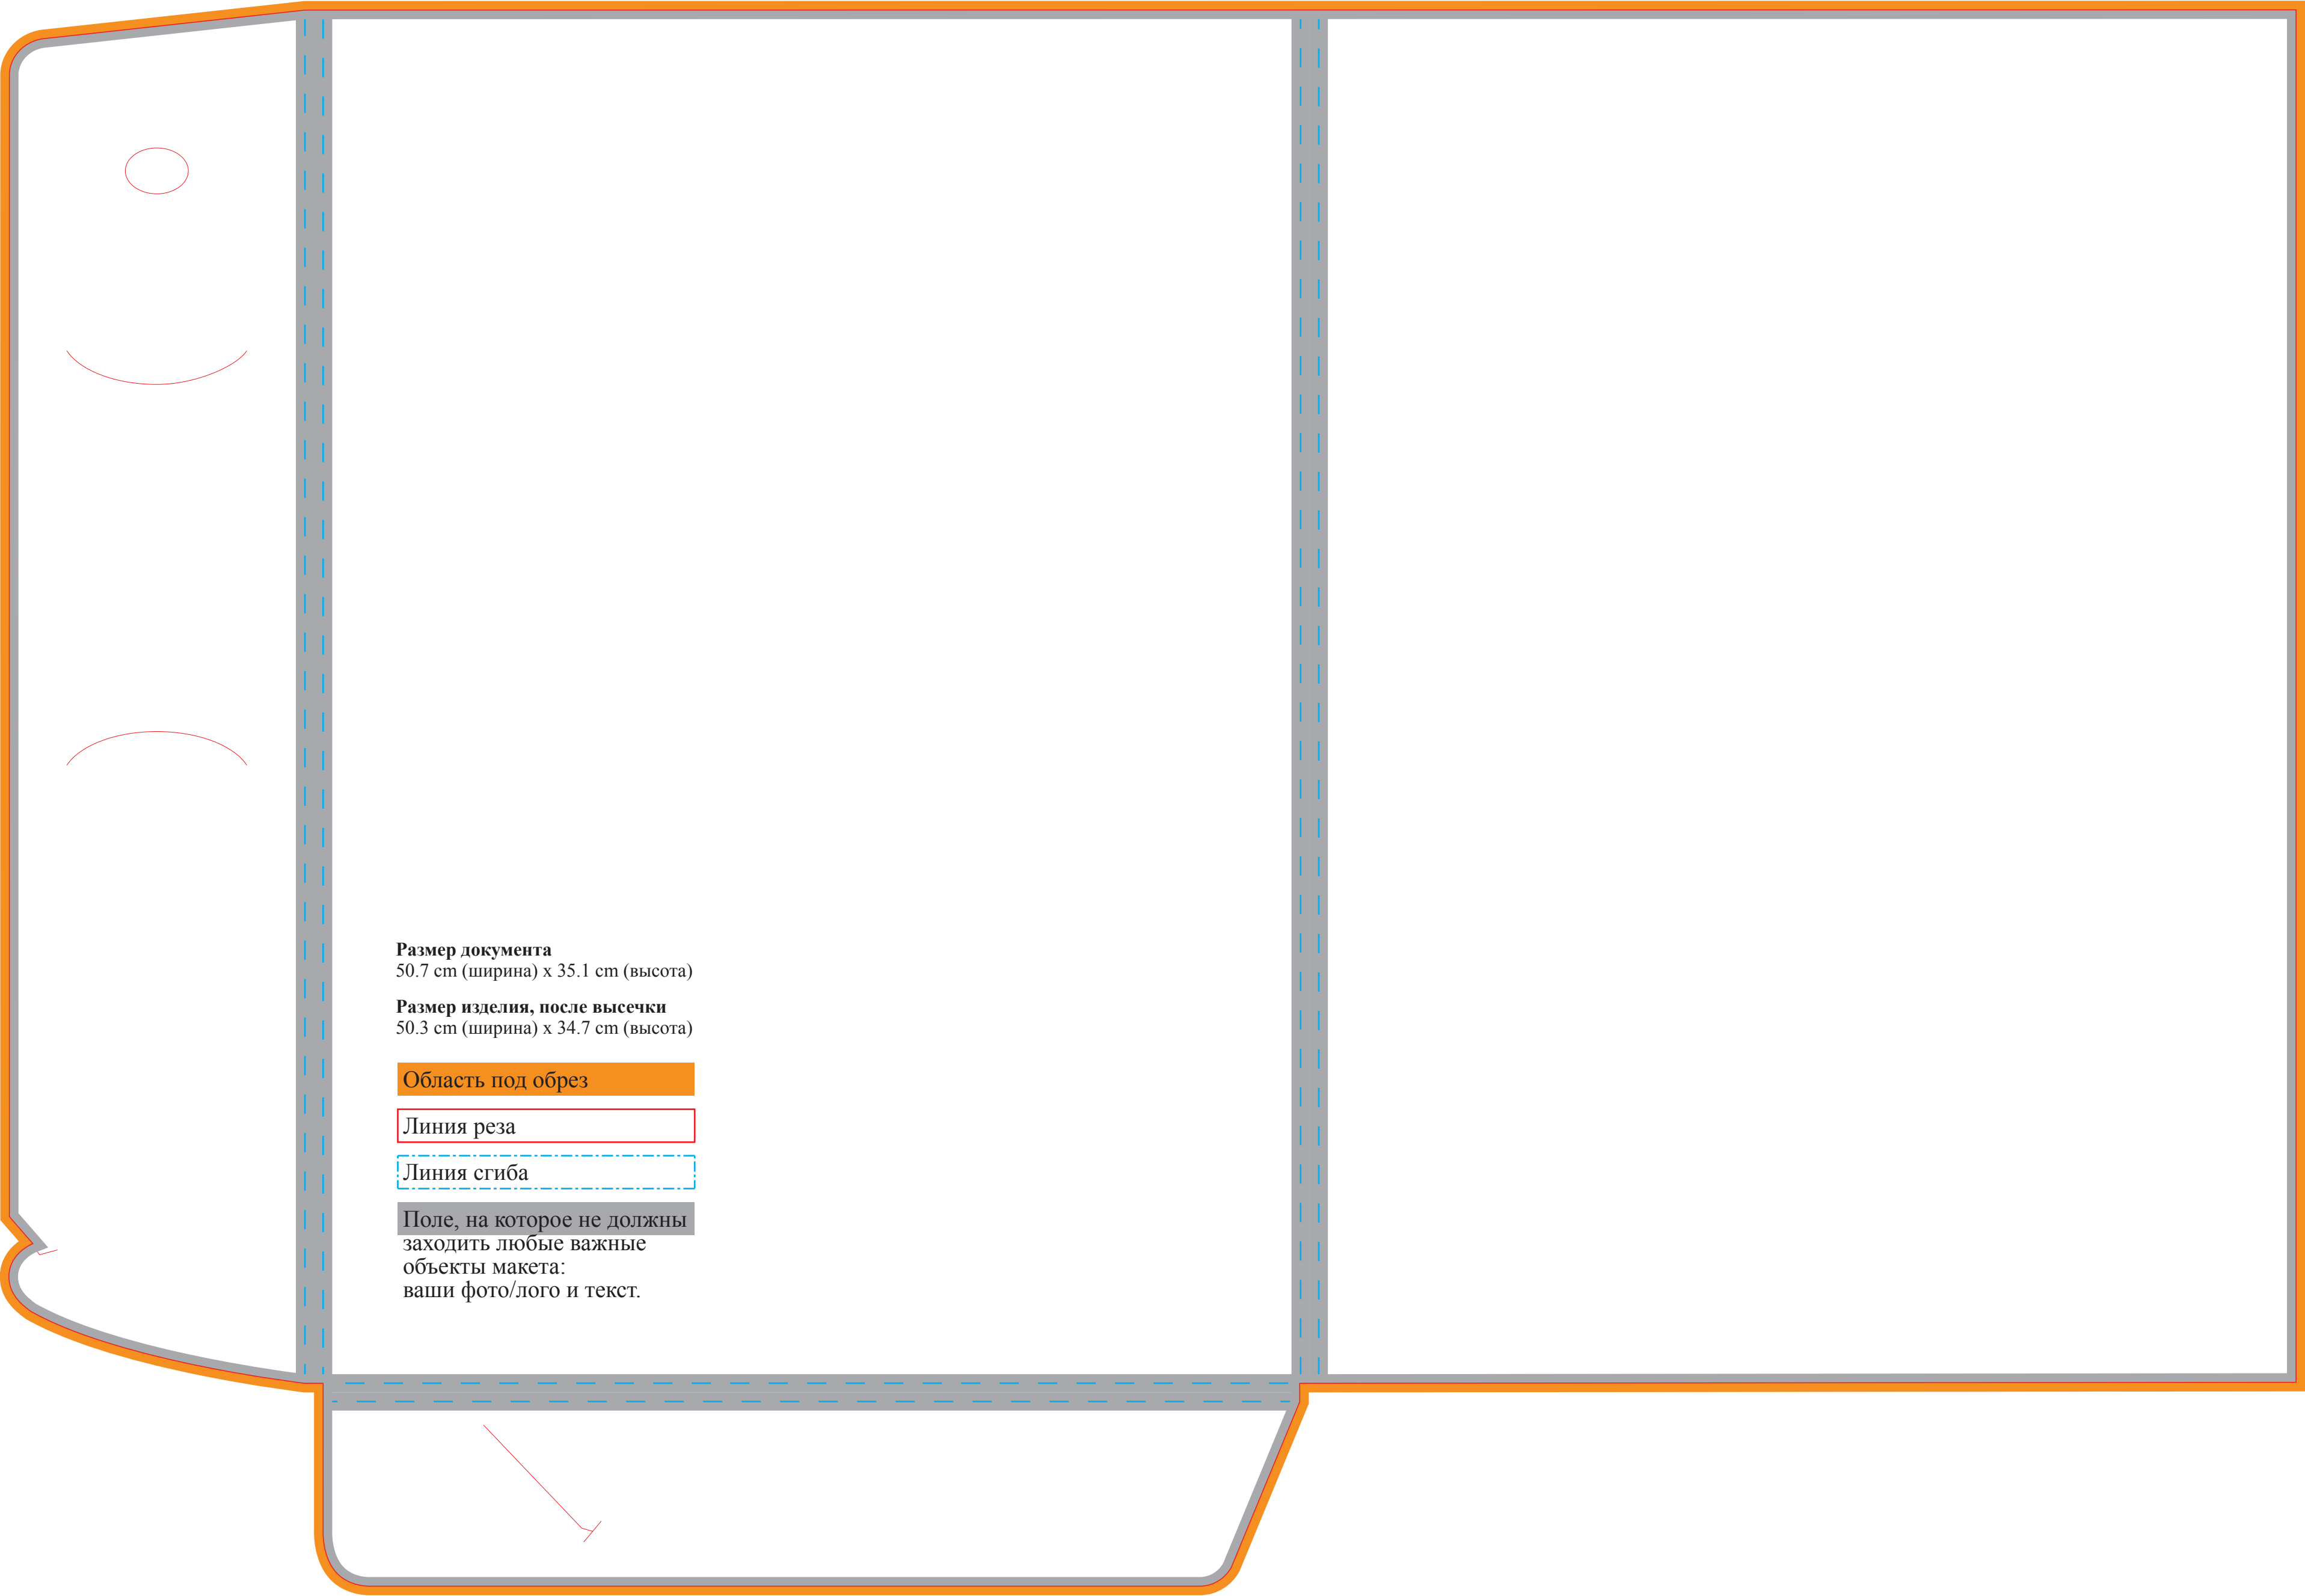 Размер документа
50.7 cm (ширина) x 35.1 cm (высота)
Размер изделия, после высечки
50.3 cm (ширина) x 34.7 cm (высота)
Область под обрез
Линия реза
Линия сгиба
Поле, на которое не должны
заходить любые важные
объекты макета:
ваши фото/лого и текст.